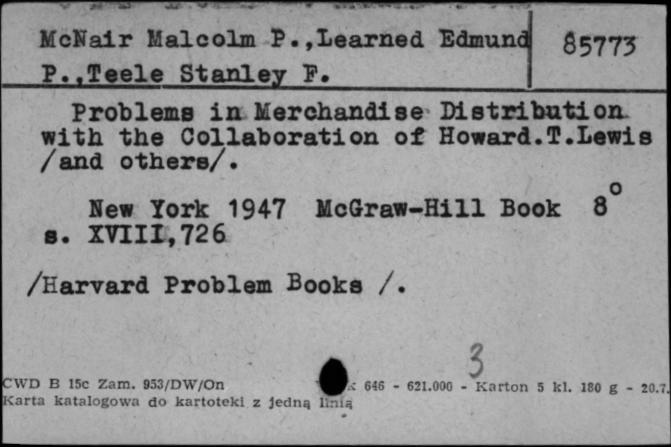 McNair Malcolm P.,Learned Edmund 85773
P.,Teele Stanley F.
Problems in Merchandise Distribution
with the Collaboration of Howard.T.Lewis
/and others/.
New York 1947 McGraw-Hill Book 8°
s. XVIII,726
/Harvard Problem Books /.
3
CWD B 15c Zam. 953/DW/On 646 - 621.000 - Karton 5 kl. 180 g - 20.7.
Karta katalogowa do kartoteki z jedną linią